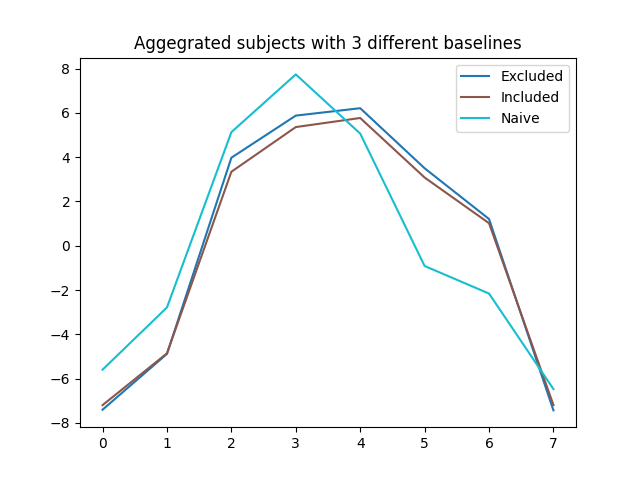 Aggegrated subjects with 3 different baselines
Excluded
Included
Naive
8
6
4
2
0
−2
−4
−6
−8
0 1 2 3 4 5 6 7